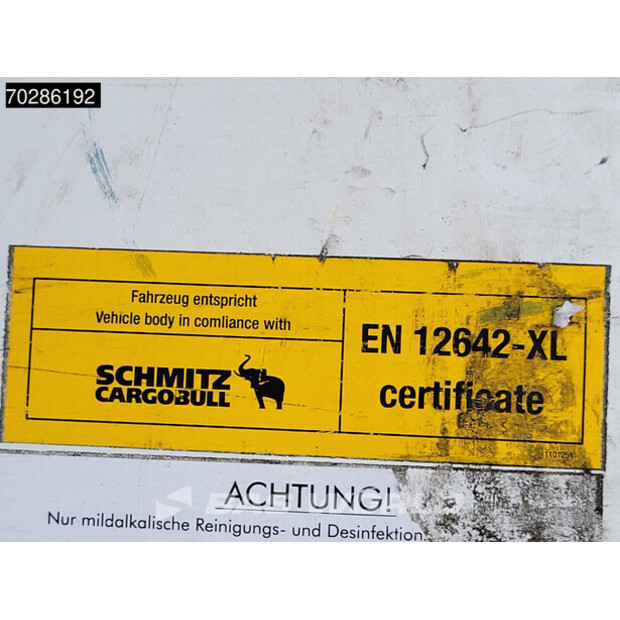 70286192
Fahrzeug entspricht
Vehicle body in comliance with
SCHMITZ
CARGOBULL
EN 12642-XL
certificate
1107251
ACHTUNG!
Nur mildalkalische Reinigungs- und Desinfektion